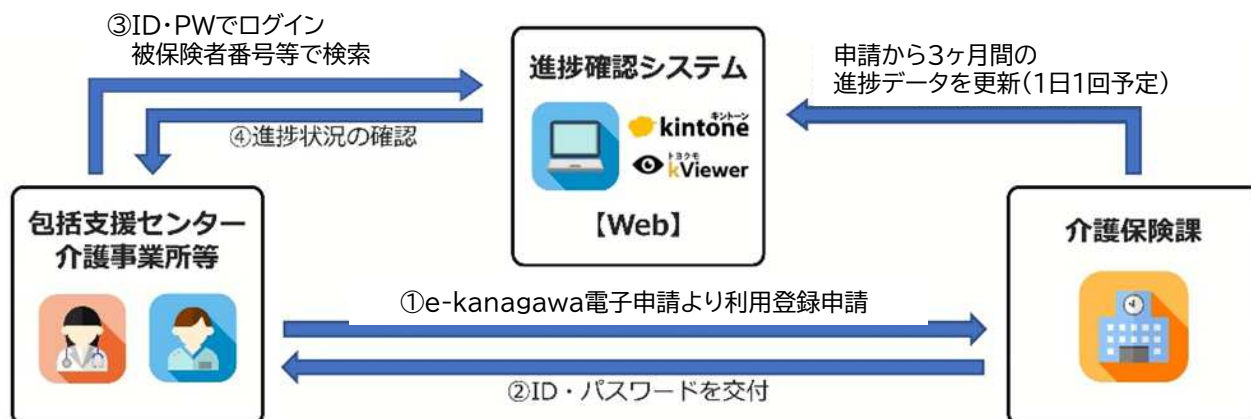 ③ID・PWでログイン
被保険者番号等で検索
進捗確認システム
申請から3ヶ月間の
進捗データを更新（1日1回予定）
キントーン
kintone
トヨクモ
kViewer
④進捗状況の確認
【Web】
包括支援センター
介護事業所等
介護保険課
①e-kanagawa電子申請より利用登録申請
②ID・パスワードを交付